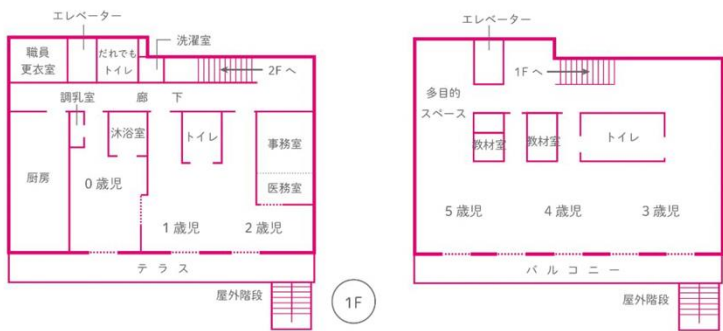 エレベーター
職員
更衣室
だれでも
トイレ
洗濯室
2Fへ
調乳室
廊 下
沐浴室
トイレ
事務室
厨房
0歳児
医務室
1歳児
2歳児
テ ラ ス
屋外階段
1F
エレベーター
1Fへ
多目的
スペース
教材室
教材室
トイレ
5歳児
4歳児
3歳児
バ ル コ ニ ー
屋外階段